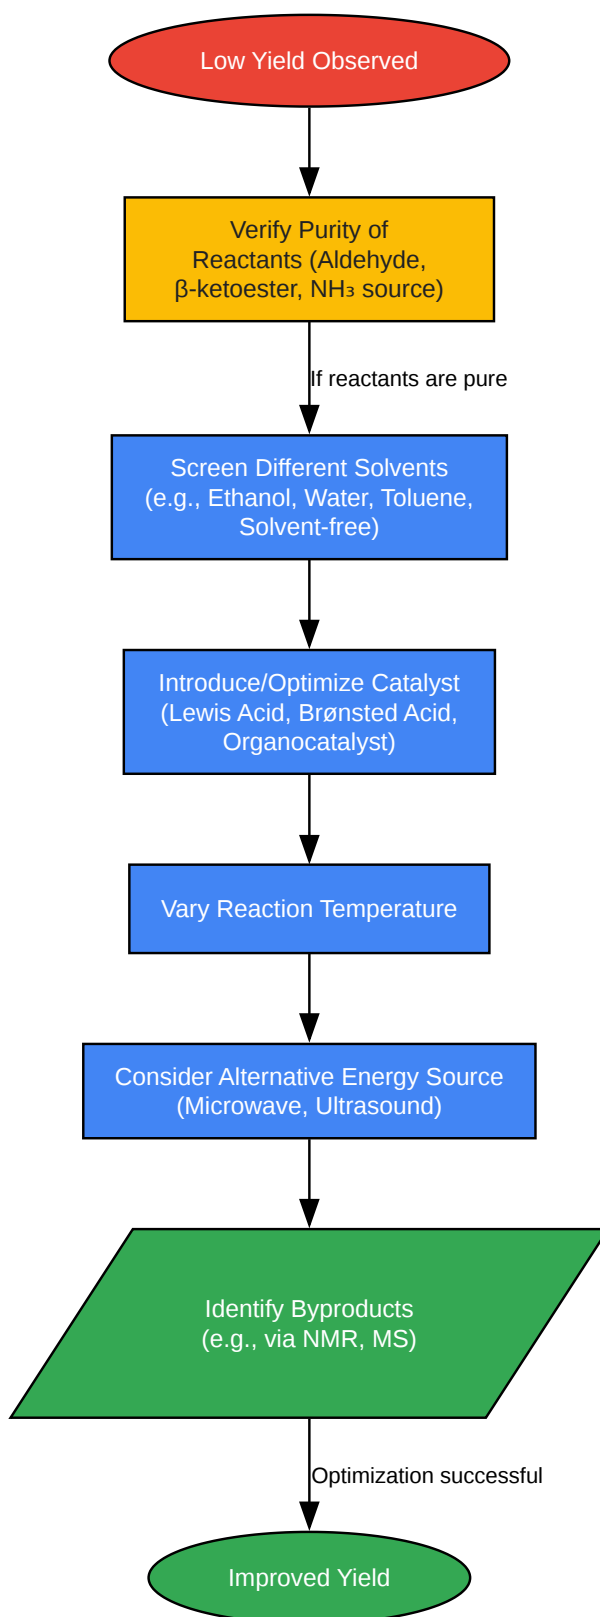 Low Yield Observed
Verify Purity of
Reactants (Aldehyde,
β-ketoester, NH₃ source)
If reactants are pure
Screen Different Solvents
(e.g., Ethanol, Water, Toluene,
Solvent-free)
Introduce/Optimize Catalyst
(Lewis Acid, Brønsted Acid,
Organocatalyst)
Vary Reaction Temperature
Consider Alternative Energy Source
(Microwave, Ultrasound)
Identify Byproducts
(e.g., via NMR, MS)
Optimization successful
Improved Yield